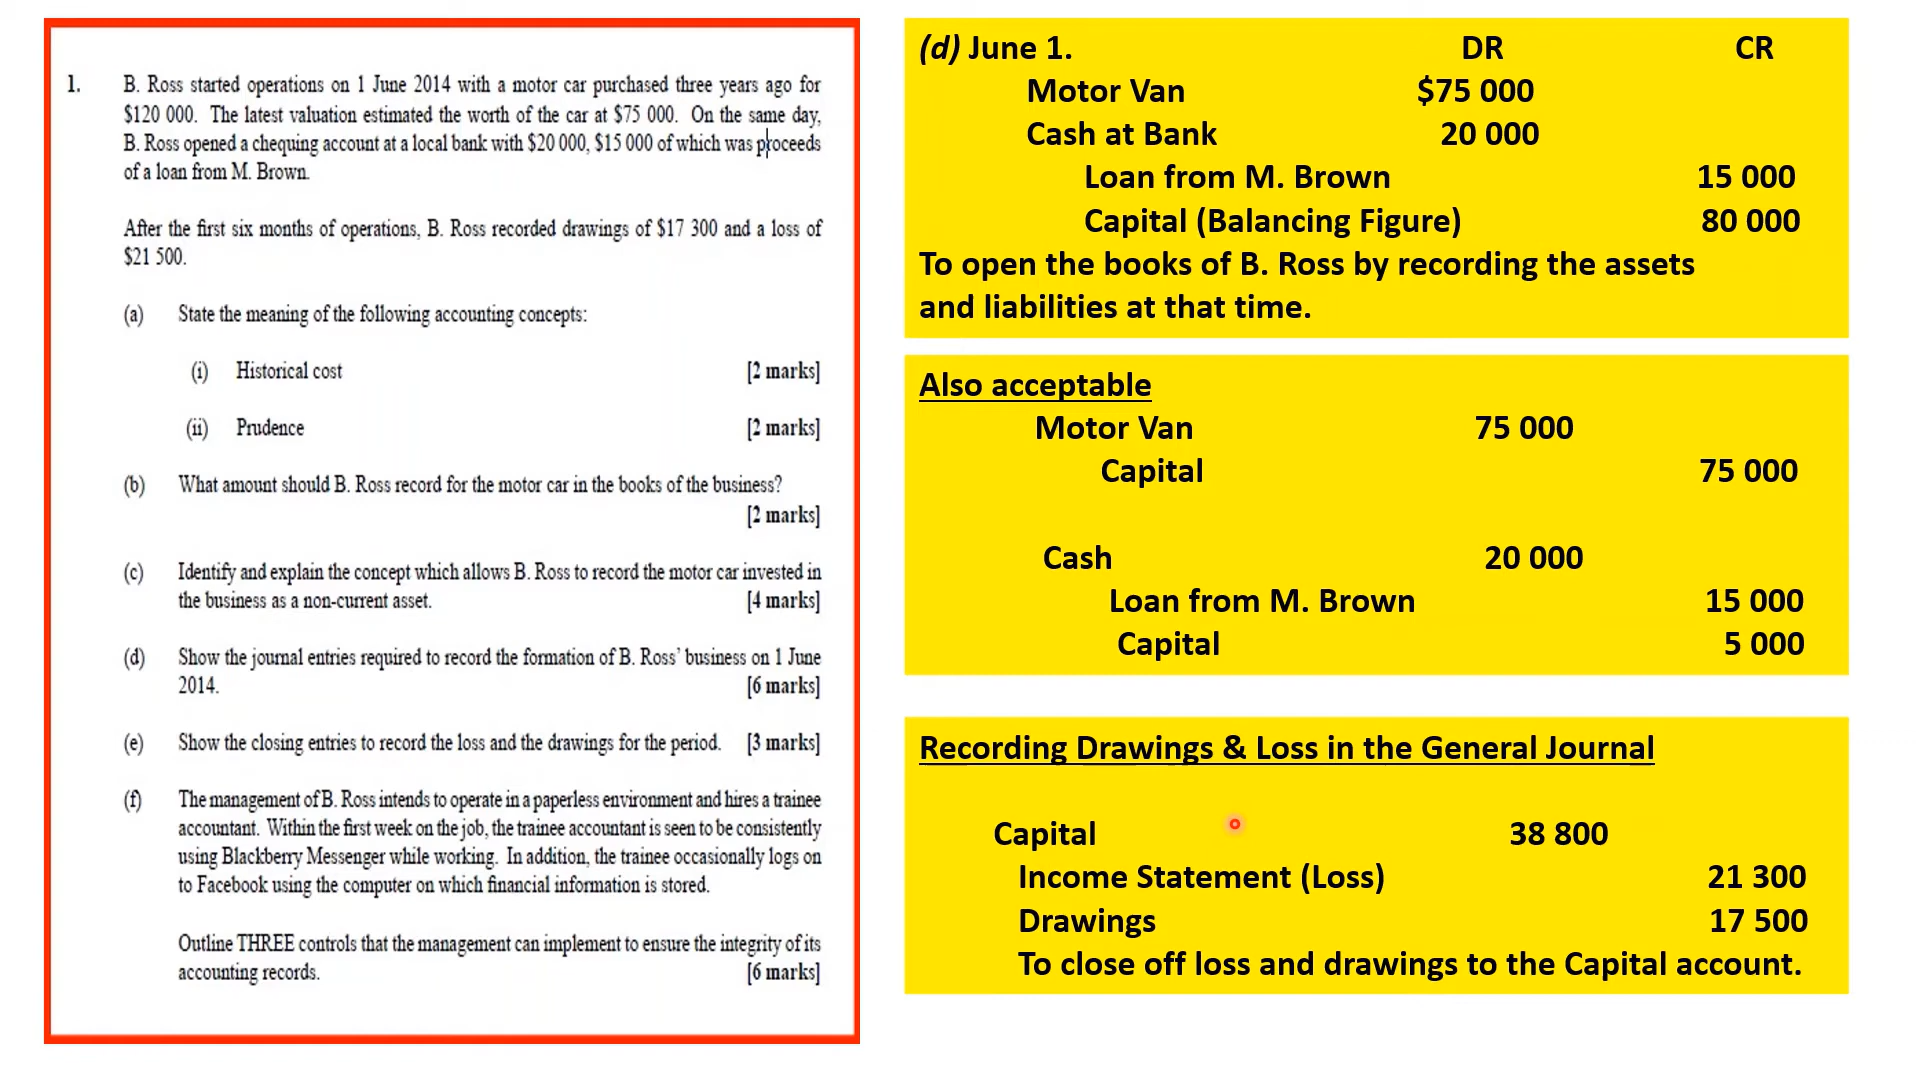 1. B. Ross started operations on 1 June 2014 with a motor car purchased three years ago for
$120 000. The latest valuation estimated the worth of the car at $75 000. On the same day,
B. Ross opened a chequing account at a local bank with $20 000, $15 000 of which was proceeds
of a loan from M. Brown.
After the first six months of operations, B. Ross recorded drawings of $17 300 and a loss of
$21 500.
(a) State the meaning of the following accounting concepts:
(i) Historical cost [2 marks]
(ii) Prudence [2 marks]
(b) What amount should B. Ross record for the motor car in the books of the business?
[2 marks]
(c) Identify and explain the concept which allows B. Ross to record the motor car invested in
the business as a non-current asset. [4 marks]
(d) Show the journal entries required to record the formation of B. Ross' business on 1 June
2014. [6 marks]
(e) Show the closing entries to record the loss and the drawings for the period. [3 marks]
(f) The management of B. Ross intends to operate in a paperless environment and hires a trainee
accountant. Within the first week on the job, the trainee accountant is seen to be consistently
using Blackberry Messenger while working. In addition, the trainee occasionally logs on
to Facebook using the computer on which financial information is stored.
Outline THREE controls that the management can implement to ensure the integrity of its
accounting records. [6 marks]
(d) June 1. DR CR
Motor Van $75 000
Cash at Bank 20 000
Loan from M. Brown 15 000
Capital (Balancing Figure) 80 000
To open the books of B. Ross by recording the assets
and liabilities at that time.
Also acceptable
Motor Van 75 000
Capital 75 000
Cash 20 000
Loan from M. Brown 15 000
Capital 5 000
Recording Drawings & Loss in the General Journal
Capital 38 800
Income Statement (Loss) 21 300
Drawings 17 500
To close off loss and drawings to the Capital account.